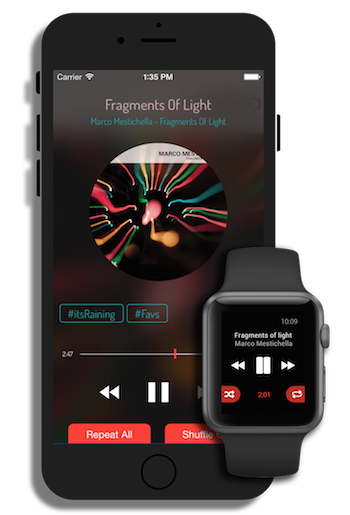 Carrier
1:35 PM
Fragments Of Light
Marco Mestichella - Fragments Of Light
MARCO
#itsRaining
#Favs
2:47
Repeat All
Shuffle
10:09
Fragments of light
Marco Mestichella
2:01